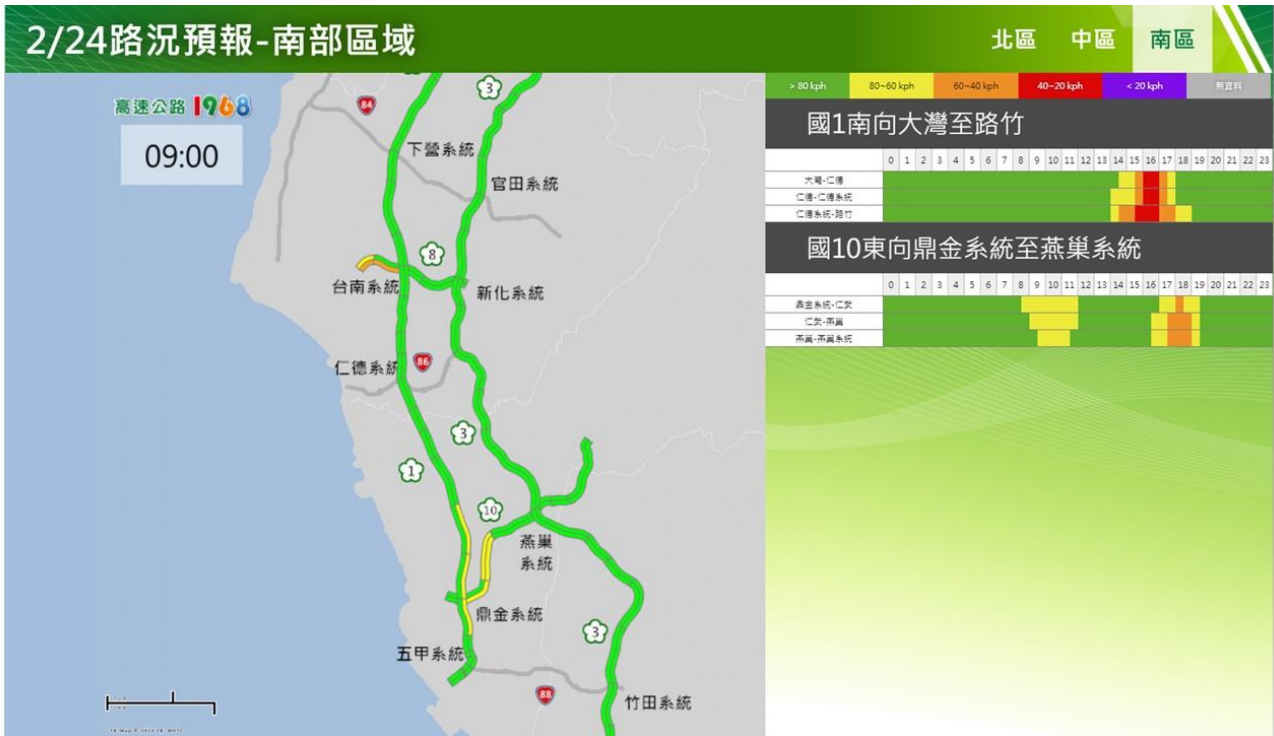 2/24路況預報-南部區域
北區 中區 南區
高速公路 1968
09:00
3
84
下營系統
官田系統
8
台南系統
新化系統
仁德系統
86
3
1
10
燕巢
系統
鼎金系統
3
五甲系統
88
竹田系統
> 80 kph 80~60 kph 60~40 kph 40~20 kph < 20 kph 無資料
國1南向大灣至路竹
0 1 2 3 4 5 6 7 8 9 10 11 12 13 14 15 16 17 18 19 20 21 22 23
大灣-仁德
仁德-仁德系統
仁德系統-路竹
國10東向鼎金系統至燕巢系統
0 1 2 3 4 5 6 7 8 9 10 11 12 13 14 15 16 17 18 19 20 21 22 23
鼎金系統-仁武
仁武-燕巢
燕巢-燕巢系統